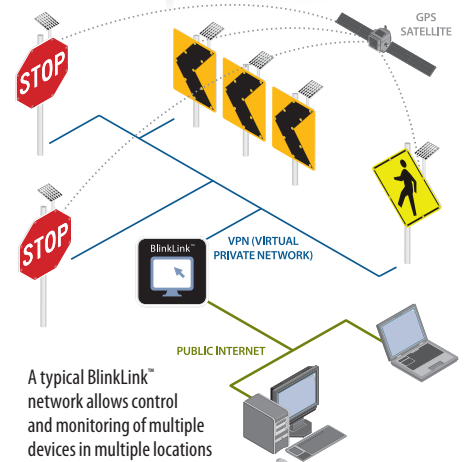 GPS
SATELLITE
STOP
STOP
BlinkLink™
VPN (VIRTUAL
PRIVATE NETWORK)
PUBLIC INTERNET
A typical BlinkLink™
network allows control
and monitoring of multiple
devices in multiple locations